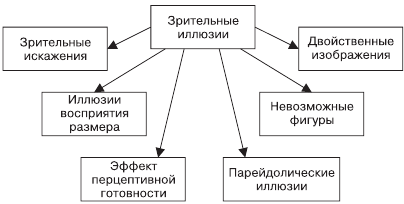 Зрительные
иллюзии
Зрительные
искажения
Двойственные
изображения
Иллюзии
восприятия
размера
Невозможные
фигуры
Эффект
перцептивной
готовности
Парейдолические
иллюзии